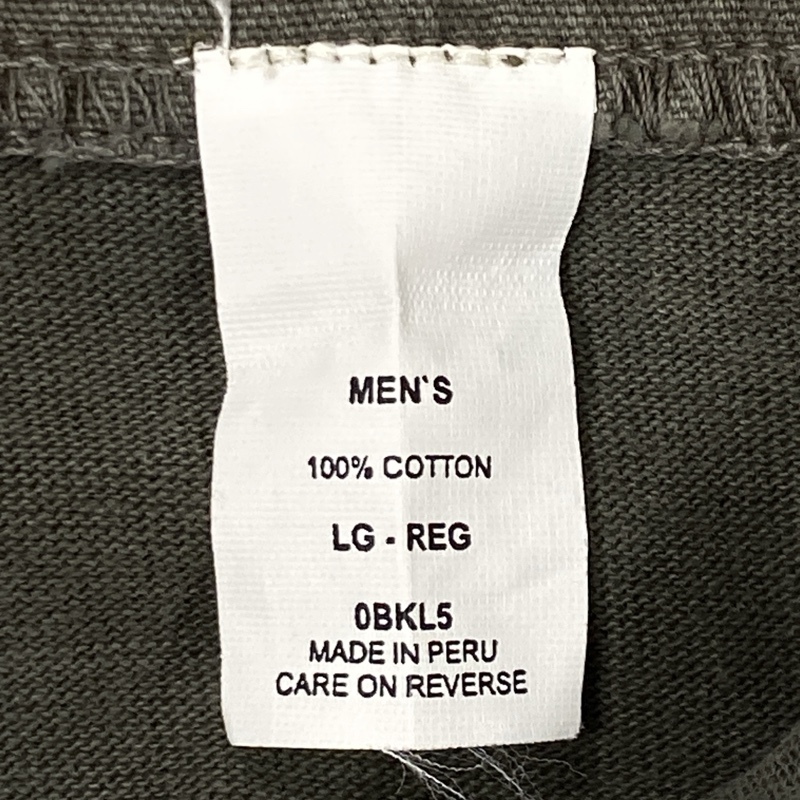 MEN`S
100% COTTON
LG - REG
0BKL5
MADE IN PERU
CARE ON REVERSE